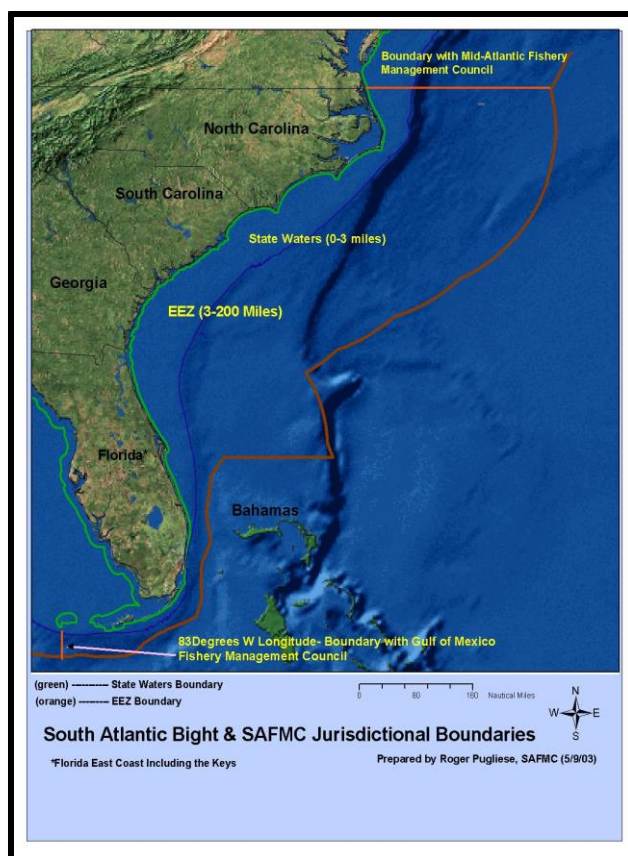 Boundary with Mid-Atlantic Fishery
Management Council
North Carolina
South Carolina
State Waters (0-3 miles)
Georgia
EEZ (3-200 Miles)
Florida*
Bahamas
83Degrees W Longitude- Boundary with Gulf of Mexico
Fishery Management Council
(green) ---------- State Waters Boundary
(orange) --------- EEZ Boundary
0 80 160 Nautical Miles
N
W E
S
South Atlantic Bight & SAFMC Jurisdictional Boundaries
*Florida East Coast Including the Keys
Prepared by Roger Pugliese, SAFMC (5/9/03)